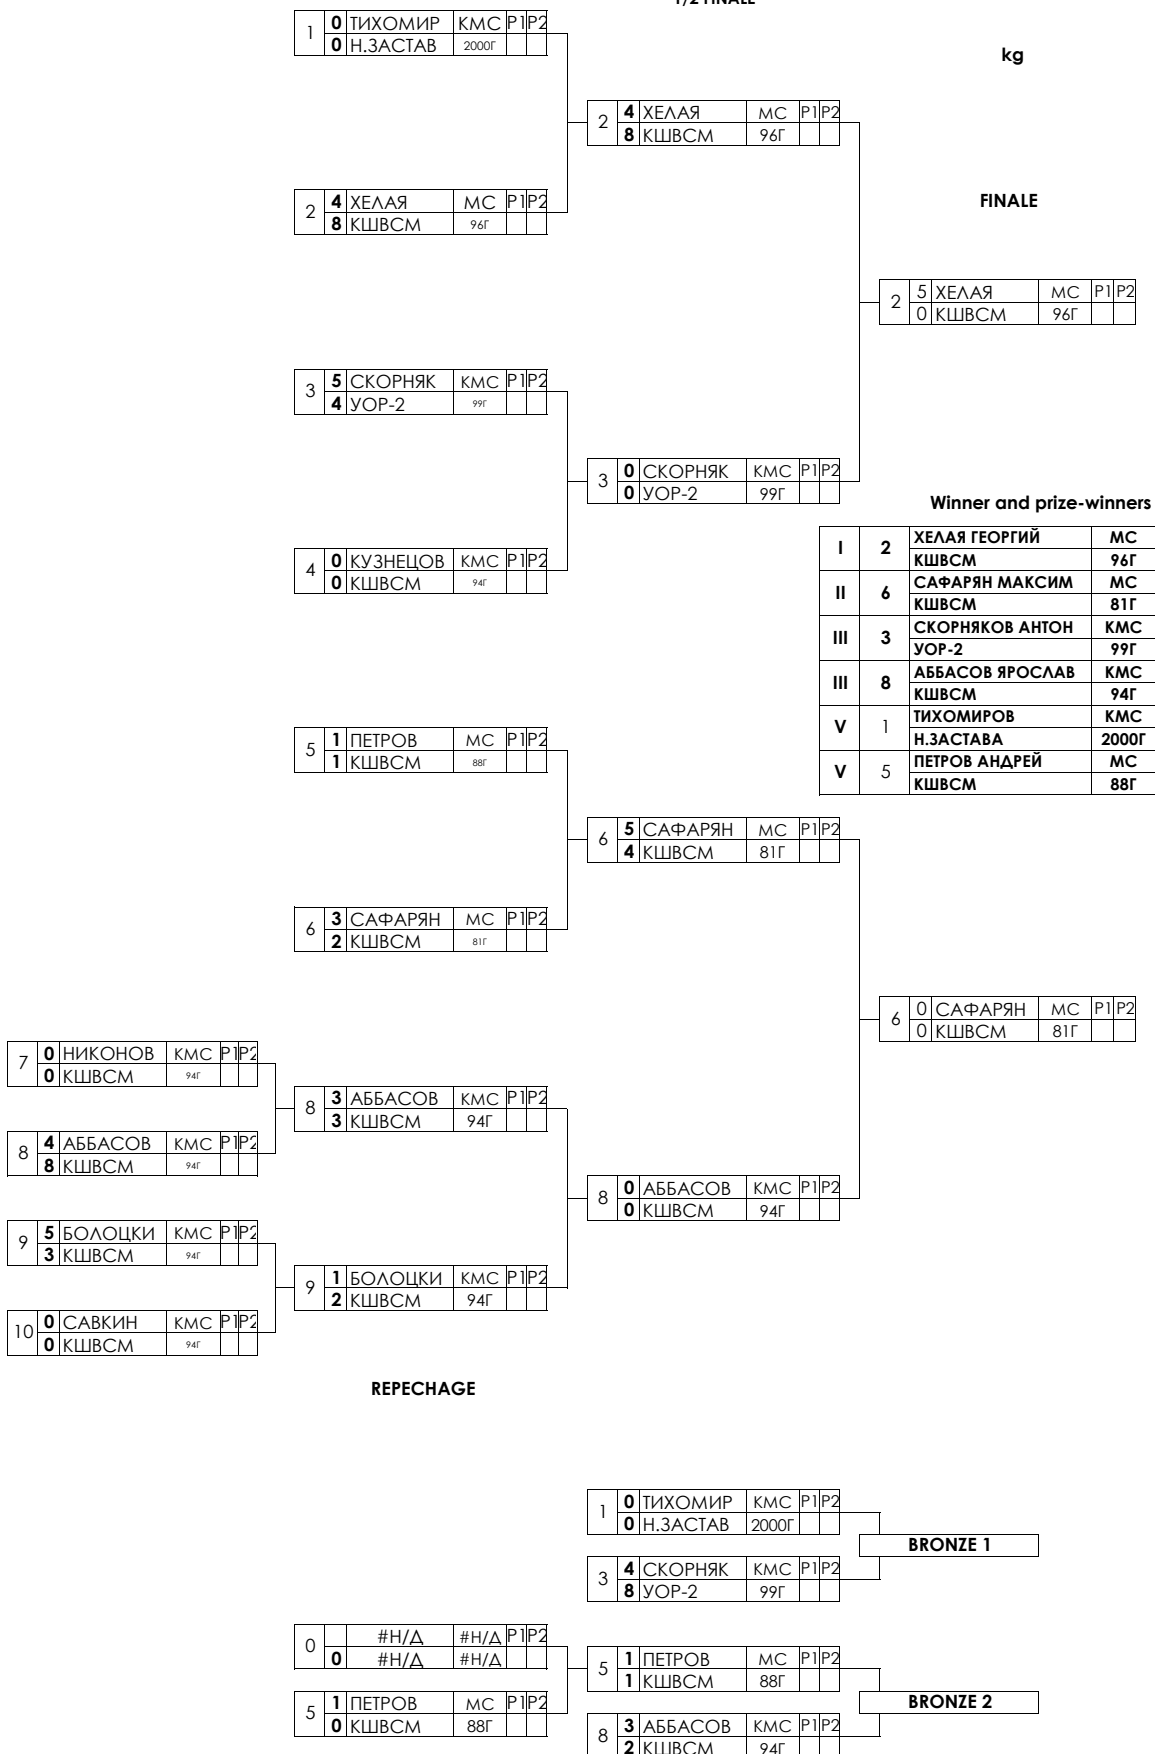 1/2 FINALE
1 0 ТИХОМИР КМС P1 P2
0 Н.ЗАСТАВ 2000Г
kg
2 4 ХЕЛАЯ МС P1 P2
8 КШВСМ 96Г
2 4 ХЕЛАЯ МС P1 P2
8 КШВСМ 96Г
FINALE
2 5 ХЕЛАЯ МС P1 P2
0 КШВСМ 96Г
3 5 СКОРНЯК КМС P1 P2
4 УОР-2 99Г
3 0 СКОРНЯК КМС P1 P2
0 УОР-2 99Г
4 0 КУЗНЕЦОВ КМС P1 P2
0 КШВСМ 94Г
Winner and prize-winners
I 2 ХЕЛАЯ ГЕОРГИЙ МС
КШВСМ 96Г
II 6 САФАРЯН МАКСИМ МС
КШВСМ 81Г
III 3 СКОРНЯКОВ АНТОН КМС
УОР-2 99Г
III 8 АББАСОВ ЯРОСЛАВ КМС
КШВСМ 94Г
V 1 ТИХОМИРОВ КМС
Н.ЗАСТАВА 2000Г
V 5 ПЕТРОВ АНДРЕЙ МС
КШВСМ 88Г
5 1 ПЕТРОВ МС P1 P2
1 КШВСМ 88Г
6 5 САФАРЯН МС P1 P2
4 КШВСМ 81Г
6 3 САФАРЯН МС P1 P2
2 КШВСМ 81Г
6 0 САФАРЯН МС P1 P2
0 КШВСМ 81Г
7 0 НИКОНОВ КМС P1 P2
0 КШВСМ 94Г
8 3 АББАСОВ КМС P1 P2
3 КШВСМ 94Г
8 4 АББАСОВ КМС P1 P2
8 КШВСМ 94Г
8 0 АББАСОВ КМС P1 P2
0 КШВСМ 94Г
9 5 БОЛОЦКИ КМС P1 P2
3 КШВСМ 94Г
9 1 БОЛОЦКИ КМС P1 P2
2 КШВСМ 94Г
10 0 САВКИН КМС P1 P2
0 КШВСМ 94Г
REPECHAGE
1 0 ТИХОМИР КМС P1 P2
0 Н.ЗАСТАВ 2000Г
BRONZE 1
3 4 СКОРНЯК КМС P1 P2
8 УОР-2 99Г
0 #Н/Д #Н/Д P1 P2
0 #Н/Д #Н/Д
5 1 ПЕТРОВ МС P1 P2
1 КШВСМ 88Г
5 1 ПЕТРОВ МС P1 P2
0 КШВСМ 88Г
BRONZE 2
8 3 АББАСОВ КМС P1 P2
2 КШВСМ 94Г